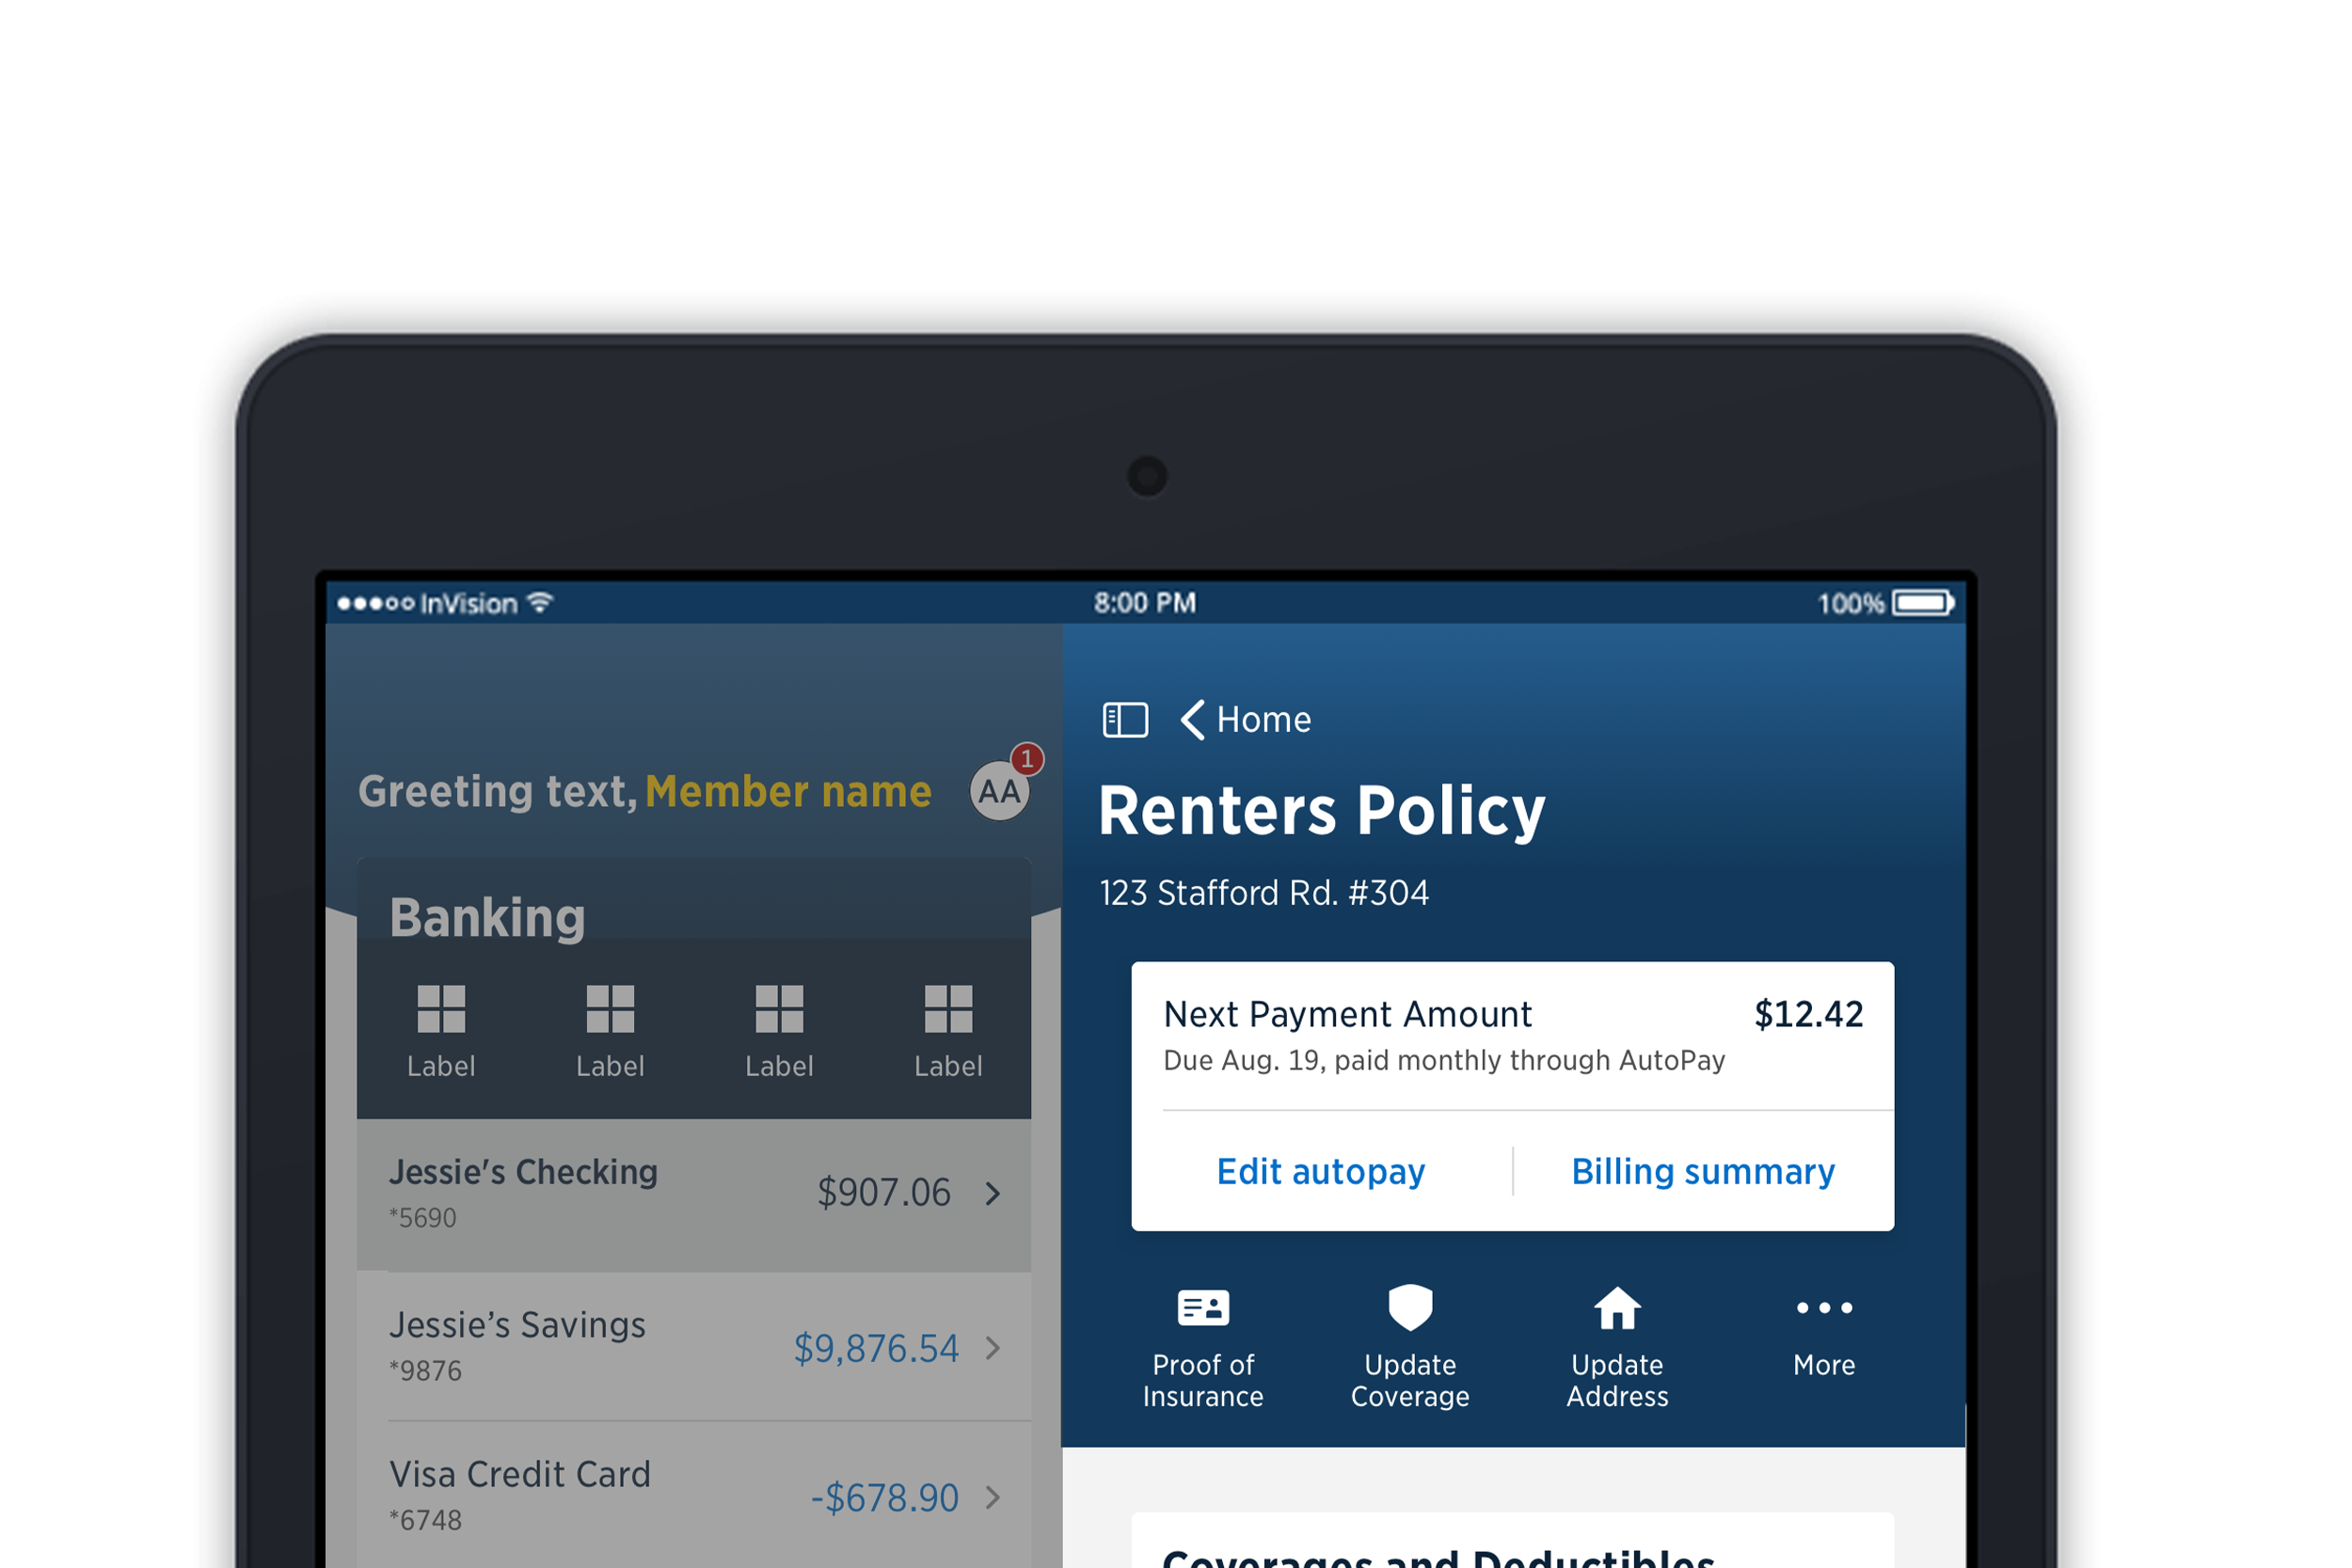 InVision
8:00 PM
100%
Greeting text, Member name
AA
1
Banking
Label
Label
Label
Label
Jessie's Checking
$907.06
*5690
Jessie’s Savings
$9,876.54
*9876
Visa Credit Card
-$678.90
*6748
Home
Renters Policy
123 Stafford Rd. #304
Next Payment Amount
$12.42
Due Aug. 19, paid monthly through AutoPay
Edit autopay
Billing summary
Proof of
Insurance
Update
Coverage
Update
Address
More
Coverages and Deductibles